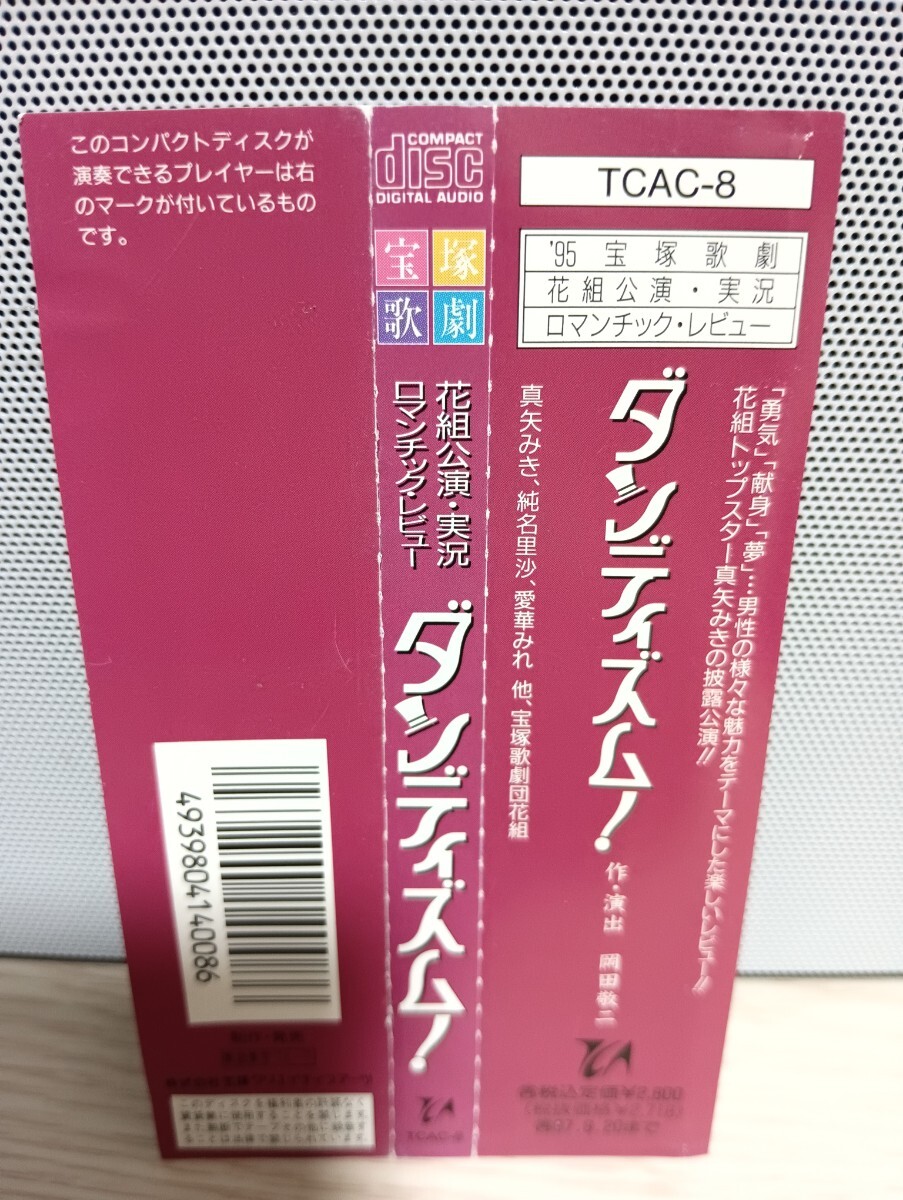 このコンパクトディスクが
演奏できるプレイヤーは右
のマークが付いているもの
です。
4939804140086
COMPACT
disc
DIGITAL AUDIO
宝塚
歌劇
花組公演・実況
ロマンチック・レビュー
ダンディズム!
TCAC-8
'95 宝塚歌劇
花組公演・実況
ロマンチック・レビュー
「勇気」「献身」「夢」…男性の様々な魅力をテーマにした楽しいレビュー!!
花組トップスター真矢みきの披露公演!!
ダンディズム!
作・演出 岡田敬二
真矢みき、純名里沙、愛華みれ 他、宝塚歌劇団花組